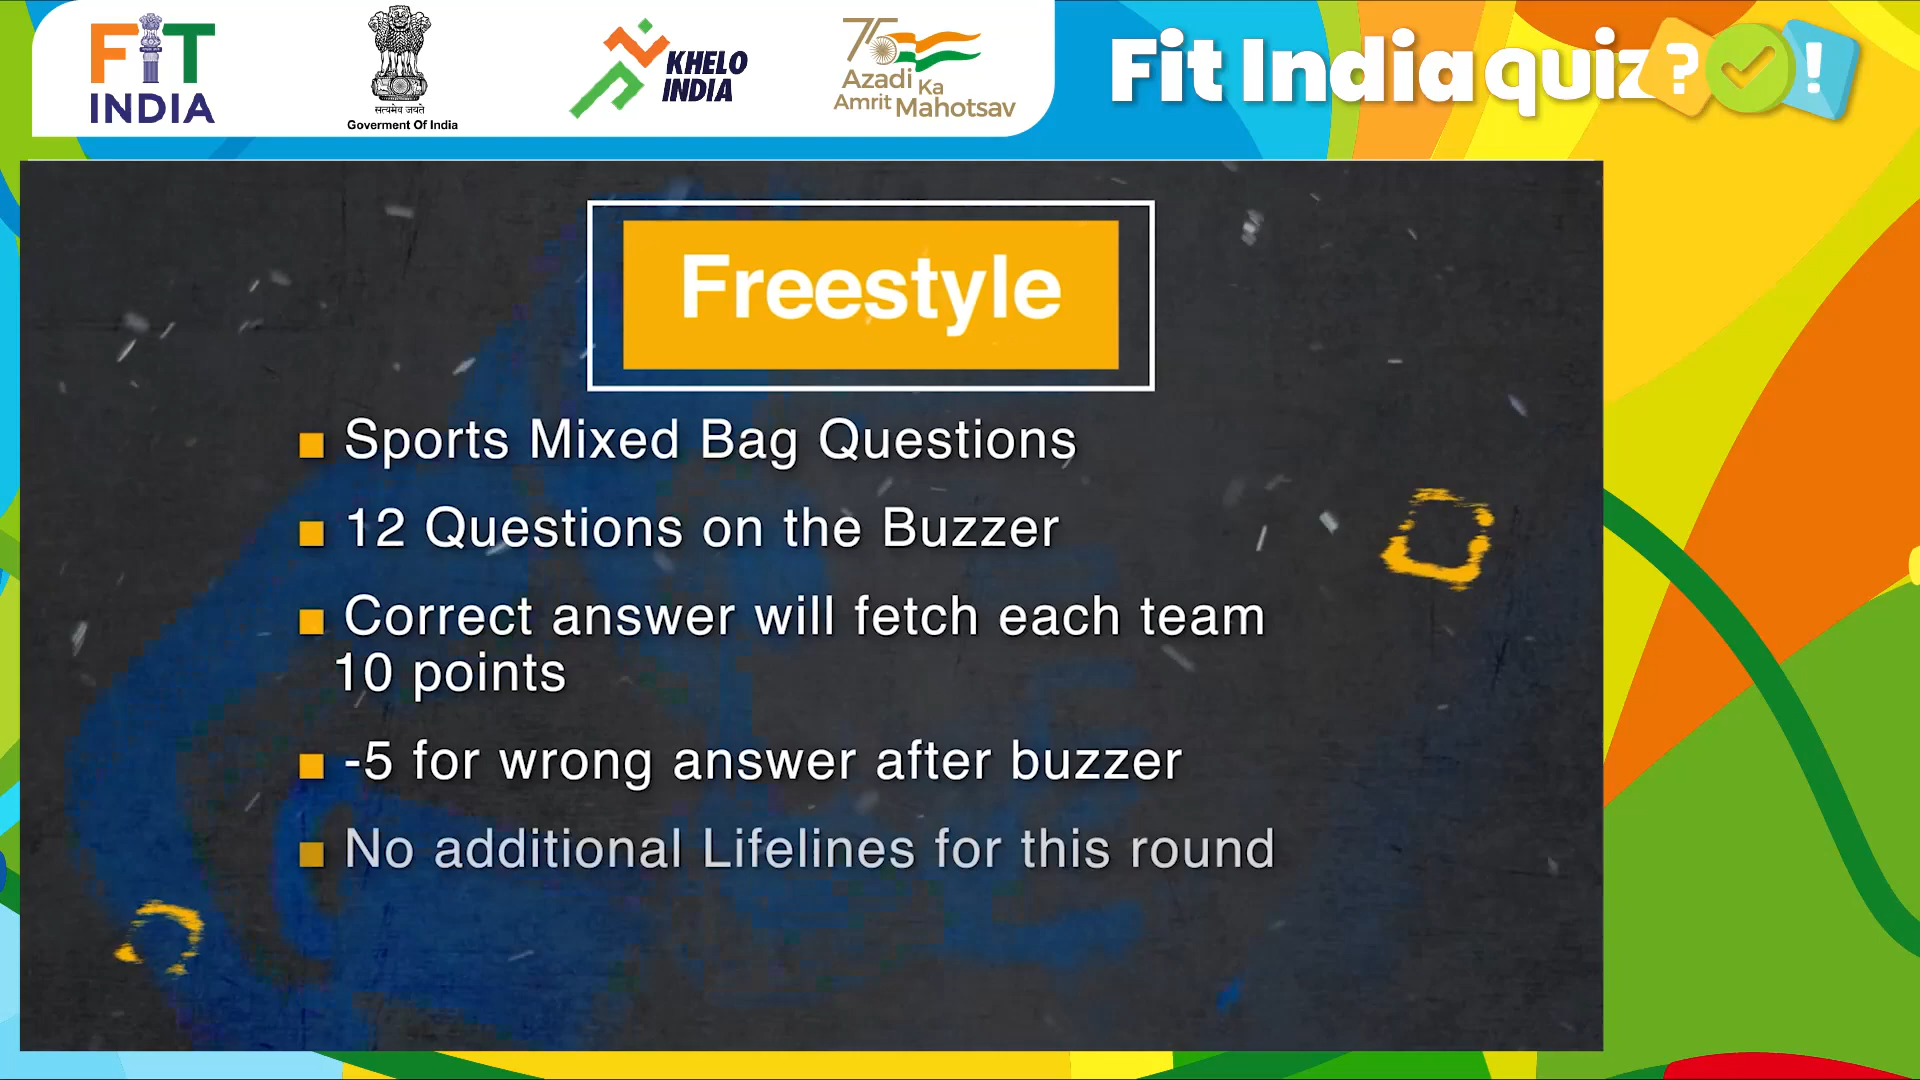 FIT
INDIA
सत्यमेव जयते
Goverment Of India
KHELO
INDIA
75
Azadi Ka
Amrit Mahotsav
Fit India quiz ? !
Freestyle
Sports Mixed Bag Questions
12 Questions on the Buzzer
Correct answer will fetch each team
10 points
-5 for wrong answer after buzzer
No additional Lifelines for this round